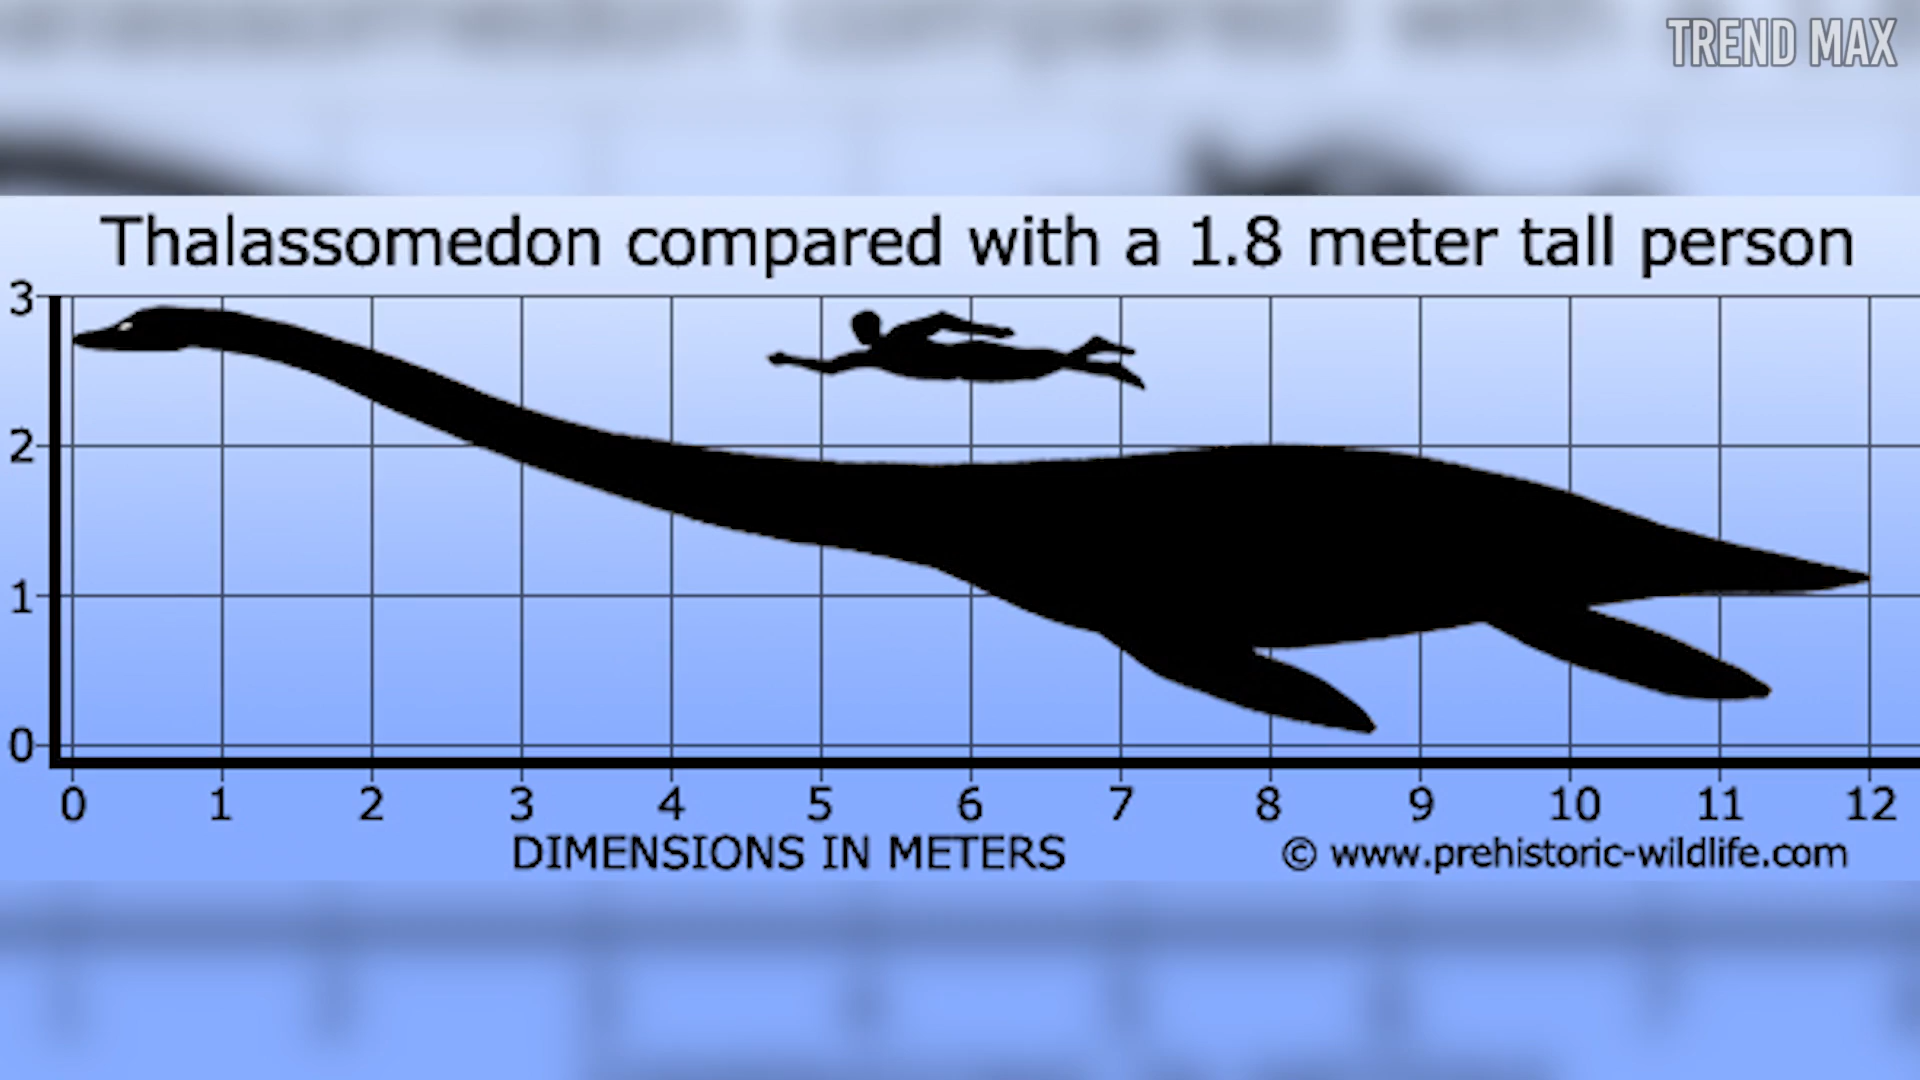 TREND MAX
Thalassomedon compared with a 1.8 meter tall person
3
2
1
0
0 1 2 3 4 5 6 7 8 9 10 11 12
DIMENSIONS IN METERS © www.prehistoric-wildlife.com